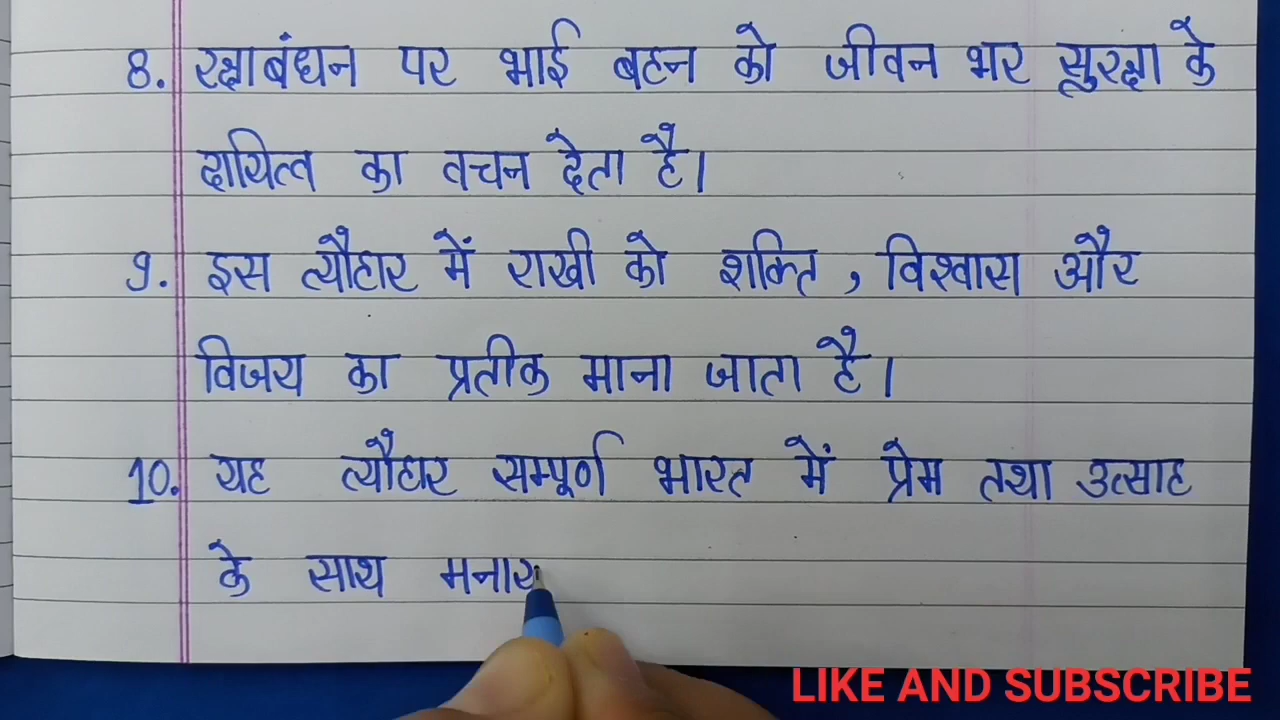 8. रक्षाबंधन पर भाई बहन को जीवन भर सुरक्षा के
दायित्व का वचन देता है।
9. इस त्यौहार में राखी को शक्ति, विश्वास और
विजय का प्रतीक माना जाता है।
10. यह त्यौहार सम्पूर्ण भारत में प्रेम तथा उत्साह
के साथ मनाय
LIKE AND SUBSCRIBE